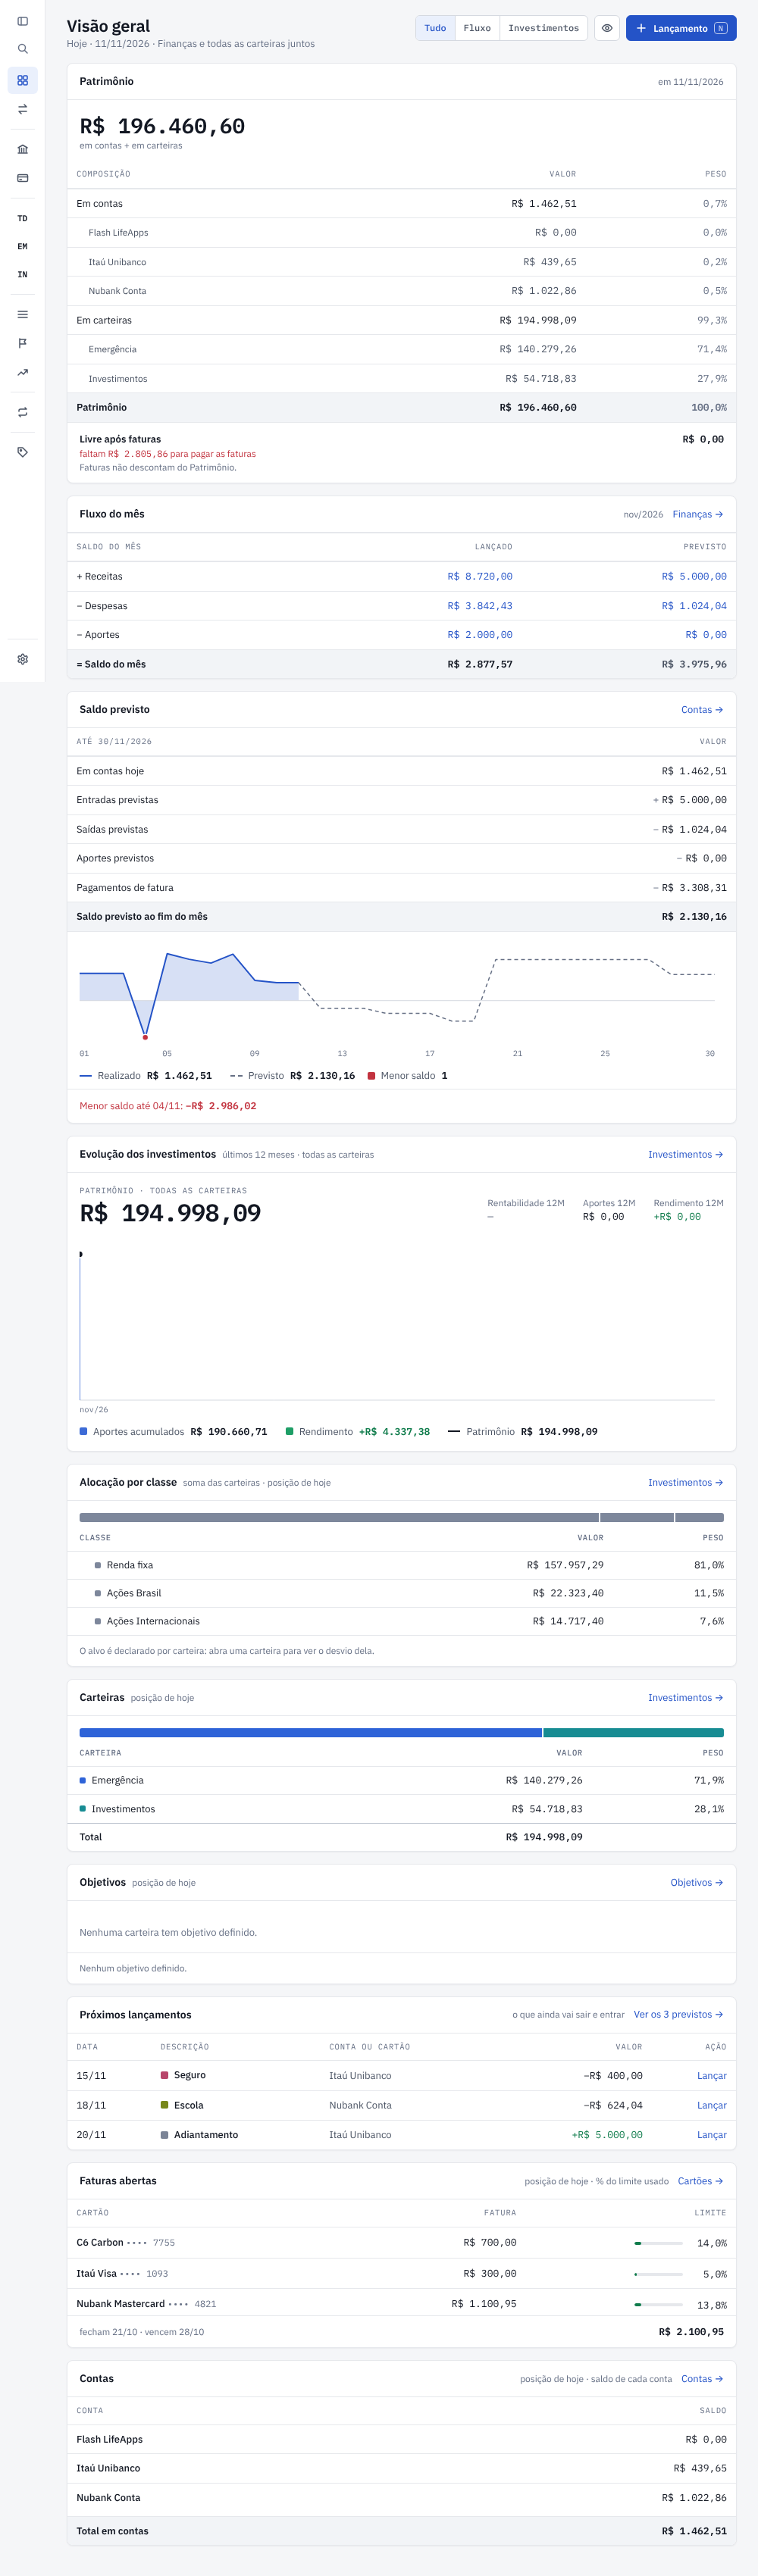 Visão geral
Hoje · 11/11/2026 · Finanças e todas as carteiras juntos
Tudo Fluxo Investimentos + Lançamento N
TD
EM
IN
Patrimônio em 11/11/2026
R$ 196.460,60
em contas + em carteiras
COMPOSIÇÃO VALOR PESO
Em contas R$ 1.462,51 0,7%
Flash LifeApps R$ 0,00 0,0%
Itaú Unibanco R$ 439,65 0,2%
Nubank Conta R$ 1.022,86 0,5%
Em carteiras R$ 194.998,09 99,3%
Emergência R$ 140.279,26 71,4%
Investimentos R$ 54.718,83 27,9%
Patrimônio R$ 196.460,60 100,0%
Livre após faturas R$ 0,00
faltam R$ 2.805,86 para pagar as faturas
Faturas não descontam do Patrimônio.
Fluxo do mês nov/2026 Finanças →
SALDO DO MÊS LANÇADO PREVISTO
+ Receitas R$ 8.720,00 R$ 5.000,00
− Despesas R$ 3.842,43 R$ 1.024,04
− Aportes R$ 2.000,00 R$ 0,00
= Saldo do mês R$ 2.877,57 R$ 3.975,96
Saldo previsto Contas →
ATÉ 30/11/2026 VALOR
Em contas hoje R$ 1.462,51
Entradas previstas + R$ 5.000,00
Saídas previstas − R$ 1.024,04
Aportes previstos − R$ 0,00
Pagamentos de fatura − R$ 3.308,31
Saldo previsto ao fim do mês R$ 2.130,16
01 05 09 13 17 21 25 30
Realizado R$ 1.462,51 Previsto R$ 2.130,16 Menor saldo 1
Menor saldo até 04/11: −R$ 2.986,02
Evolução dos investimentos últimos 12 meses · todas as carteiras Investimentos →
PATRIMÔNIO · TODAS AS CARTEIRAS
R$ 194.998,09
Rentabilidade 12M Aportes 12M Rendimento 12M
— R$ 0,00 +R$ 0,00
nov/26
Aportes acumulados R$ 190.660,71 Rendimento +R$ 4.337,38 Patrimônio R$ 194.998,09
Alocação por classe soma das carteiras · posição de hoje Investimentos →
CLASSE VALOR PESO
Renda fixa R$ 157.957,29 81,0%
Ações Brasil R$ 22.323,40 11,5%
Ações Internacionais R$ 14.717,40 7,6%
O alvo é declarado por carteira: abra uma carteira para ver o desvio dela.
Carteiras posição de hoje Investimentos →
CARTEIRA VALOR PESO
Emergência R$ 140.279,26 71,9%
Investimentos R$ 54.718,83 28,1%
Total R$ 194.998,09
Objetivos posição de hoje Objetivos →
Nenhuma carteira tem objetivo definido.
Nenhum objetivo definido.
Próximos lançamentos o que ainda vai sair e entrar Ver os 3 previstos →
DATA DESCRIÇÃO CONTA OU CARTÃO VALOR AÇÃO
15/11 Seguro Itaú Unibanco −R$ 400,00 Lançar
18/11 Escola Nubank Conta −R$ 624,04 Lançar
20/11 Adiantamento Itaú Unibanco +R$ 5.000,00 Lançar
Faturas abertas posição de hoje · % do limite usado Cartões →
CARTÃO FATURA LIMITE
C6 Carbon •••• 7755 R$ 700,00 14,0%
Itaú Visa •••• 1093 R$ 300,00 5,0%
Nubank Mastercard •••• 4821 R$ 1.100,95 13,8%
fecham 21/10 · vencem 28/10 R$ 2.100,95
Contas posição de hoje · saldo de cada conta Contas →
CONTA SALDO
Flash LifeApps R$ 0,00
Itaú Unibanco R$ 439,65
Nubank Conta R$ 1.022,86
Total em contas R$ 1.462,51